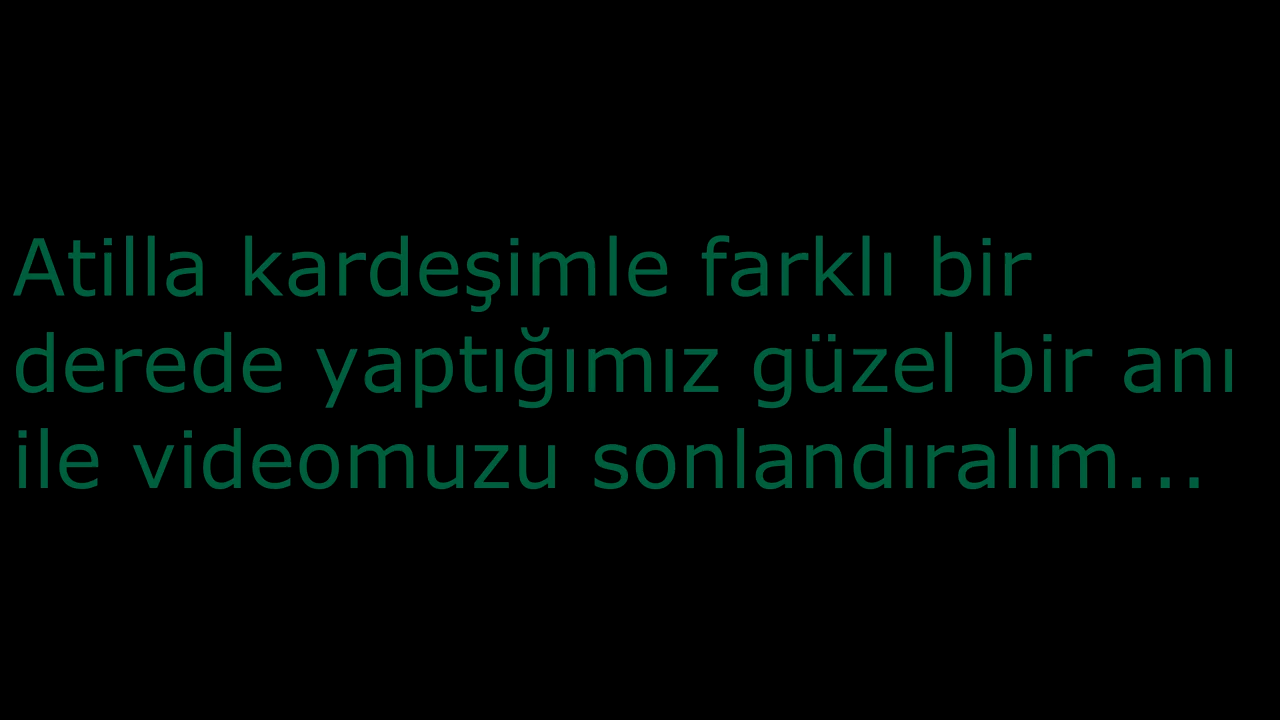 Atilla kardeşimle farklı bir
derede yaptığımız güzel bir anı
ile videomuzu sonlandıralım...